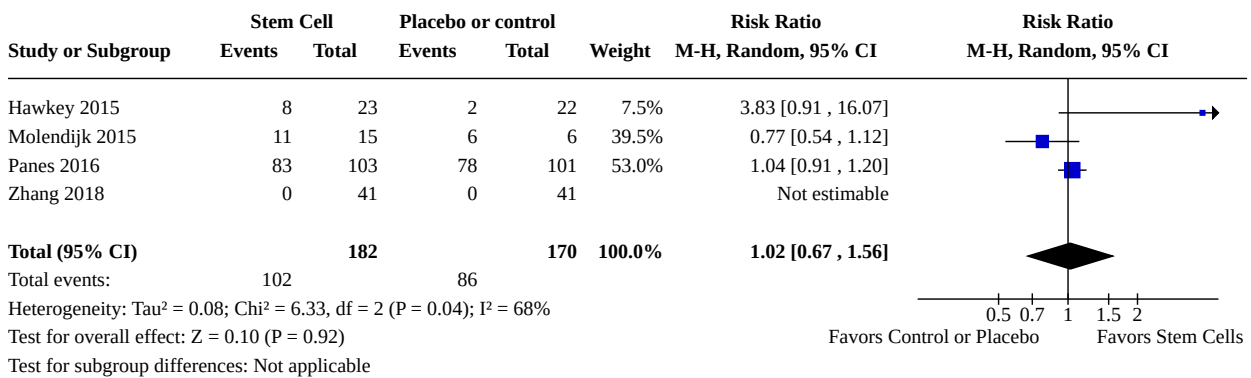 Stem Cell Placebo or control Risk Ratio Risk Ratio
Study or Subgroup Events Total Events Total Weight M-H, Random, 95% CI M-H, Random, 95% CI
Hawkey 2015 8 23 2 22 7.5% 3.83 [0.91 , 16.07]
Molendijk 2015 11 15 6 6 39.5% 0.77 [0.54 , 1.12]
Panes 2016 83 103 78 101 53.0% 1.04 [0.91 , 1.20]
Zhang 2018 0 41 0 41 Not estimable
Total (95% CI) 182 170 100.0% 1.02 [0.67 , 1.56]
Total events: 102 86
Heterogeneity: Tau² = 0.08; Chi² = 6.33, df = 2 (P = 0.04); I² = 68%
0.5 0.7 1 1.5 2
Test for overall effect: Z = 0.10 (P = 0.92) Favors Control or Placebo Favors Stem Cells
Test for subgroup differences: Not applicable